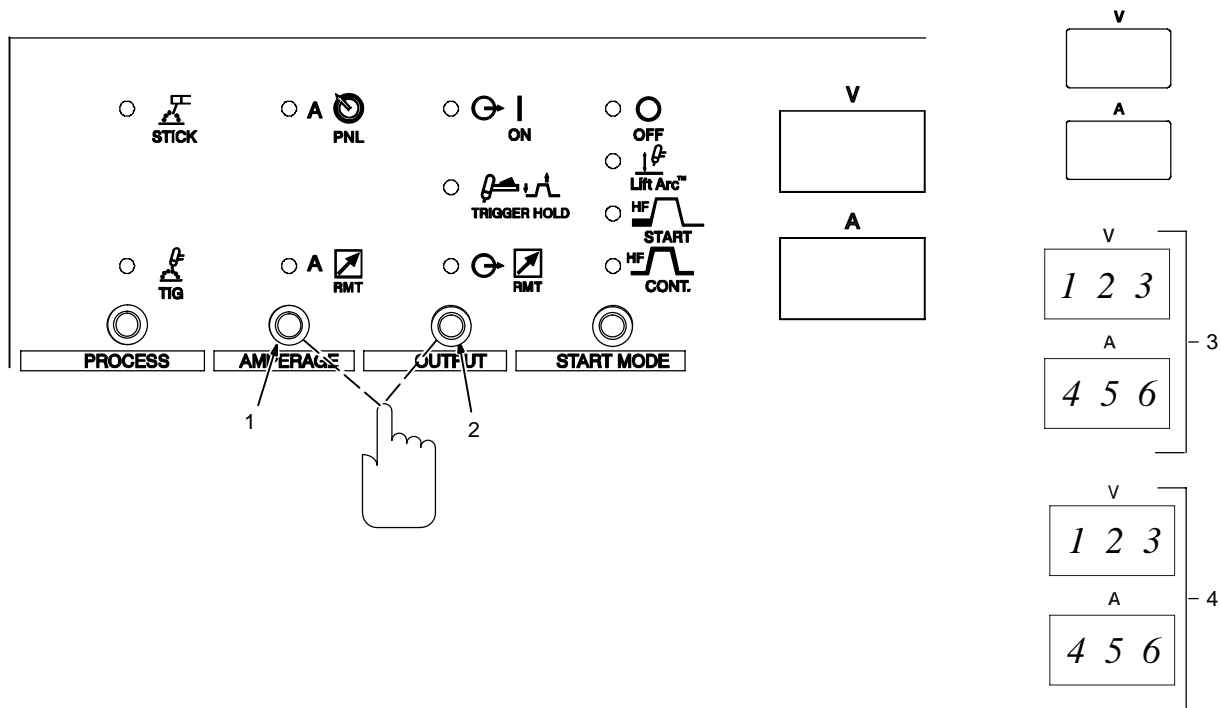 STICK
A PNL
ON
OFF
Lift Arc™
TRIGGER HOLD
HF START
TIG
A RMT
RMT
HF CONT.
PROCESS
AMPERAGE
OUTPUT
START MODE
1
2
V
A
V
A
V
1 2 3
A
4 5 6
3
V
1 2 3
A
4 5 6
4